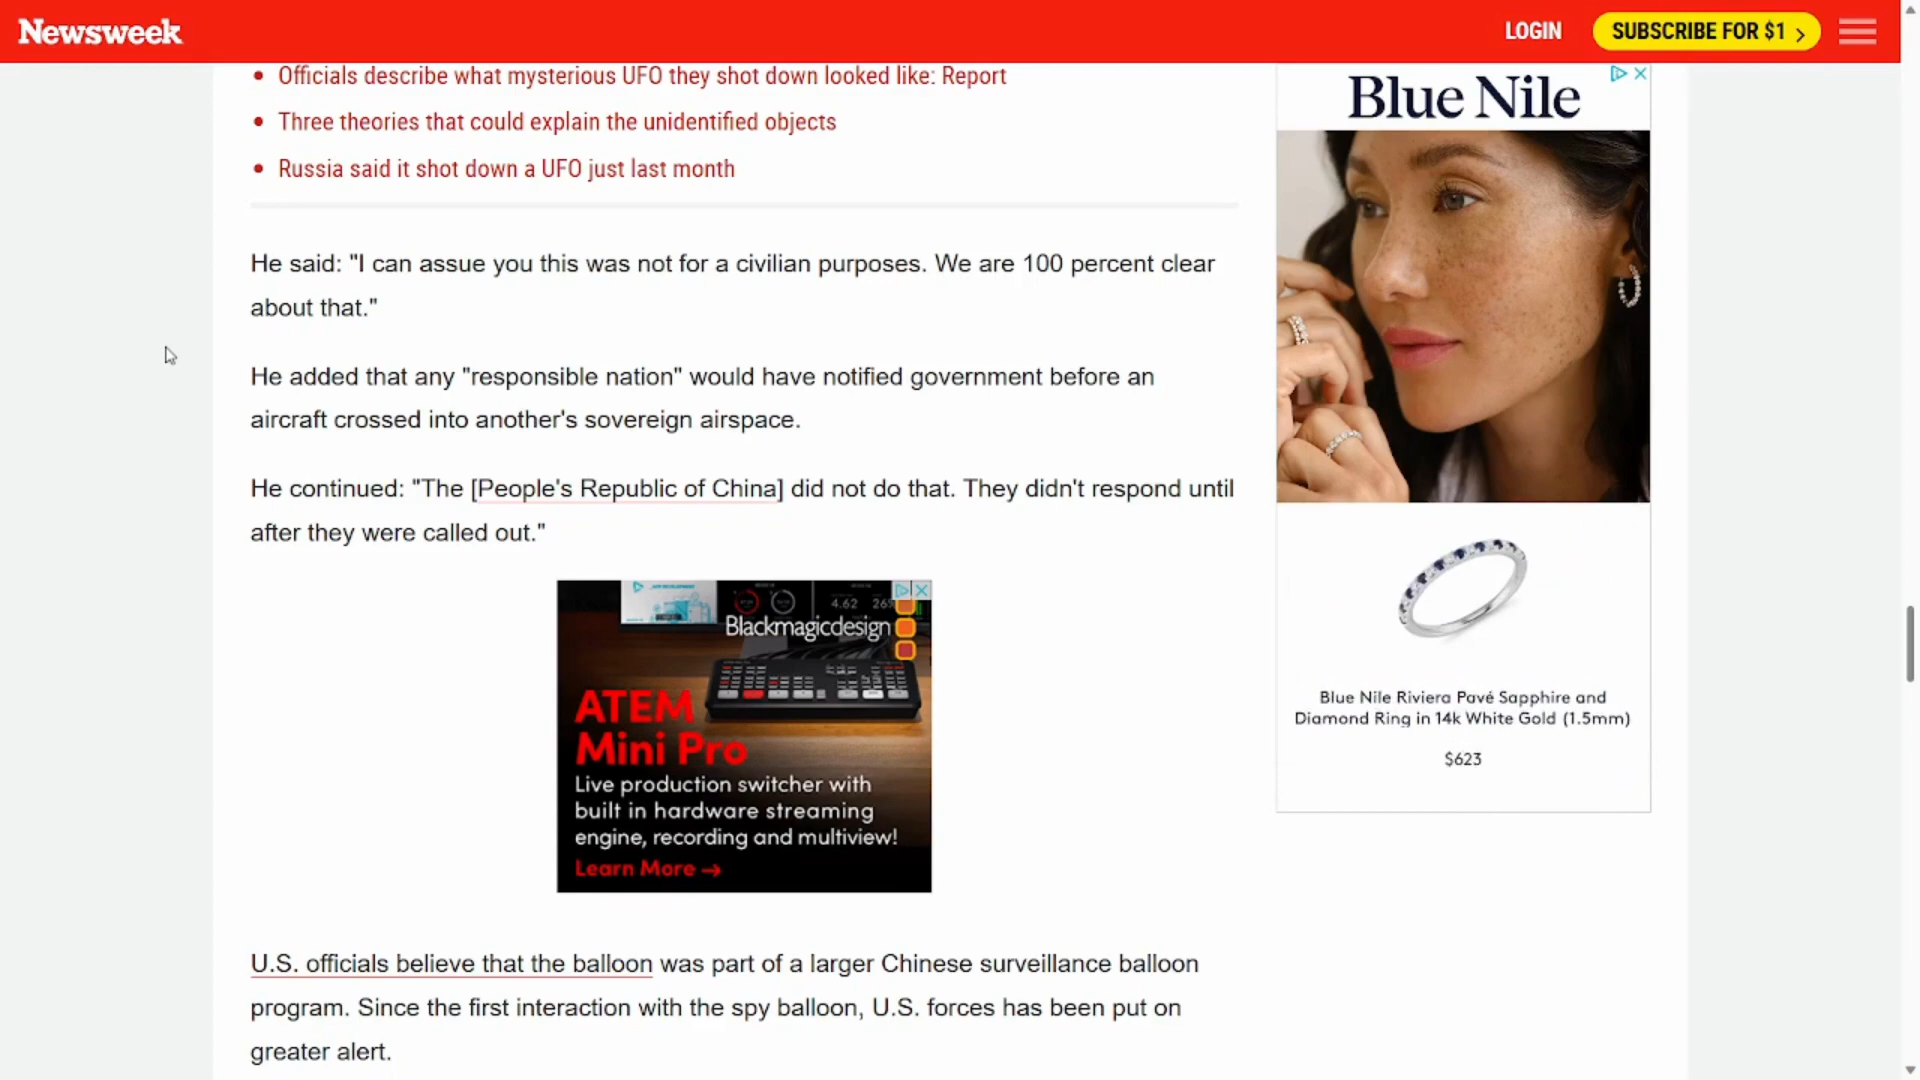 Newsweek
LOGIN
SUBSCRIBE FOR $1
Officials describe what mysterious UFO they shot down looked like: Report
Three theories that could explain the unidentified objects
Russia said it shot down a UFO just last month
He said: "I can assue you this was not for a civilian purposes. We are 100 percent clear
about that."
He added that any "responsible nation" would have notified government before an
aircraft crossed into another's sovereign airspace.
He continued: "The [People's Republic of China] did not do that. They didn't respond until
after they were called out."
4.62
Blackmagicdesign
ATEM
Mini Pro
Live production switcher with
built in hardware streaming
engine, recording and multiview!
Learn More →
U.S. officials believe that the balloon was part of a larger Chinese surveillance balloon
program. Since the first interaction with the spy balloon, U.S. forces has been put on
greater alert.
Blue Nile
Blue Nile Riviera Pavé Sapphire and
Diamond Ring in 14k White Gold (1.5mm)
$623